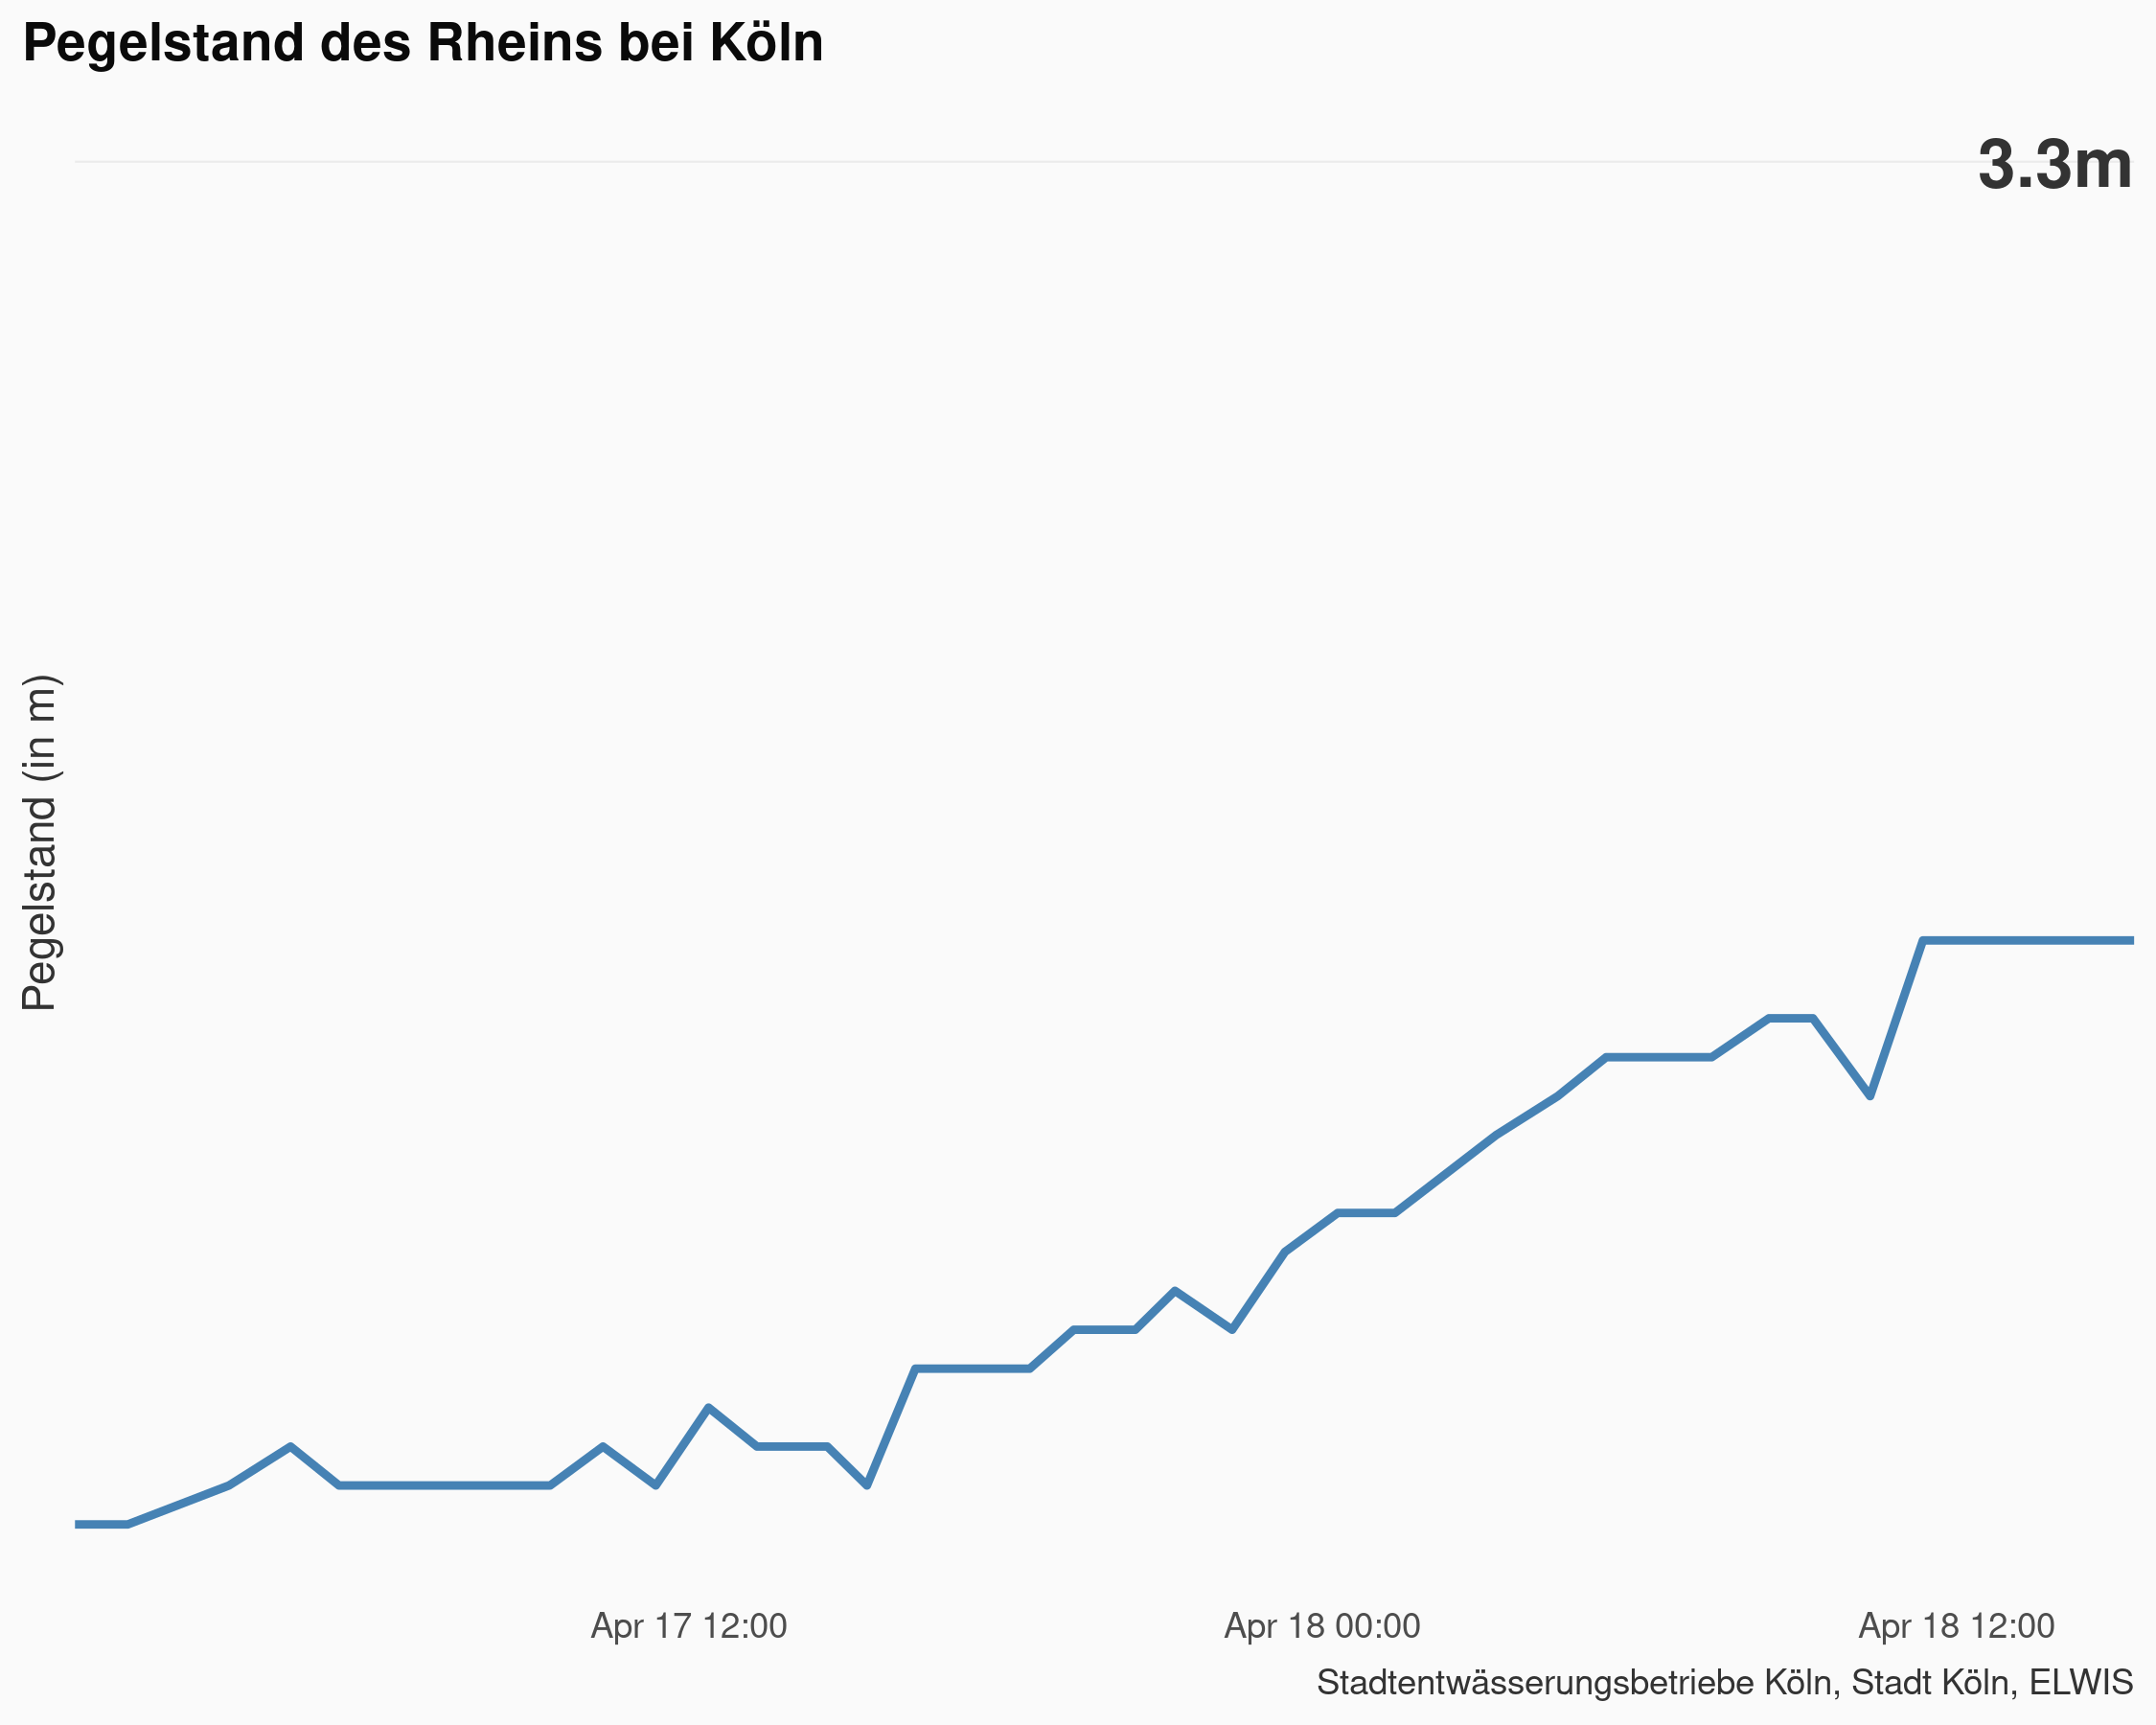 Pegelstand des Rheins bei Köln
3.3m
Pegelstand (in m)
Apr 17 12:00
Apr 18 00:00
Apr 18 12:00
Stadtentwässerungsbetriebe Köln, Stadt Köln, ELWIS